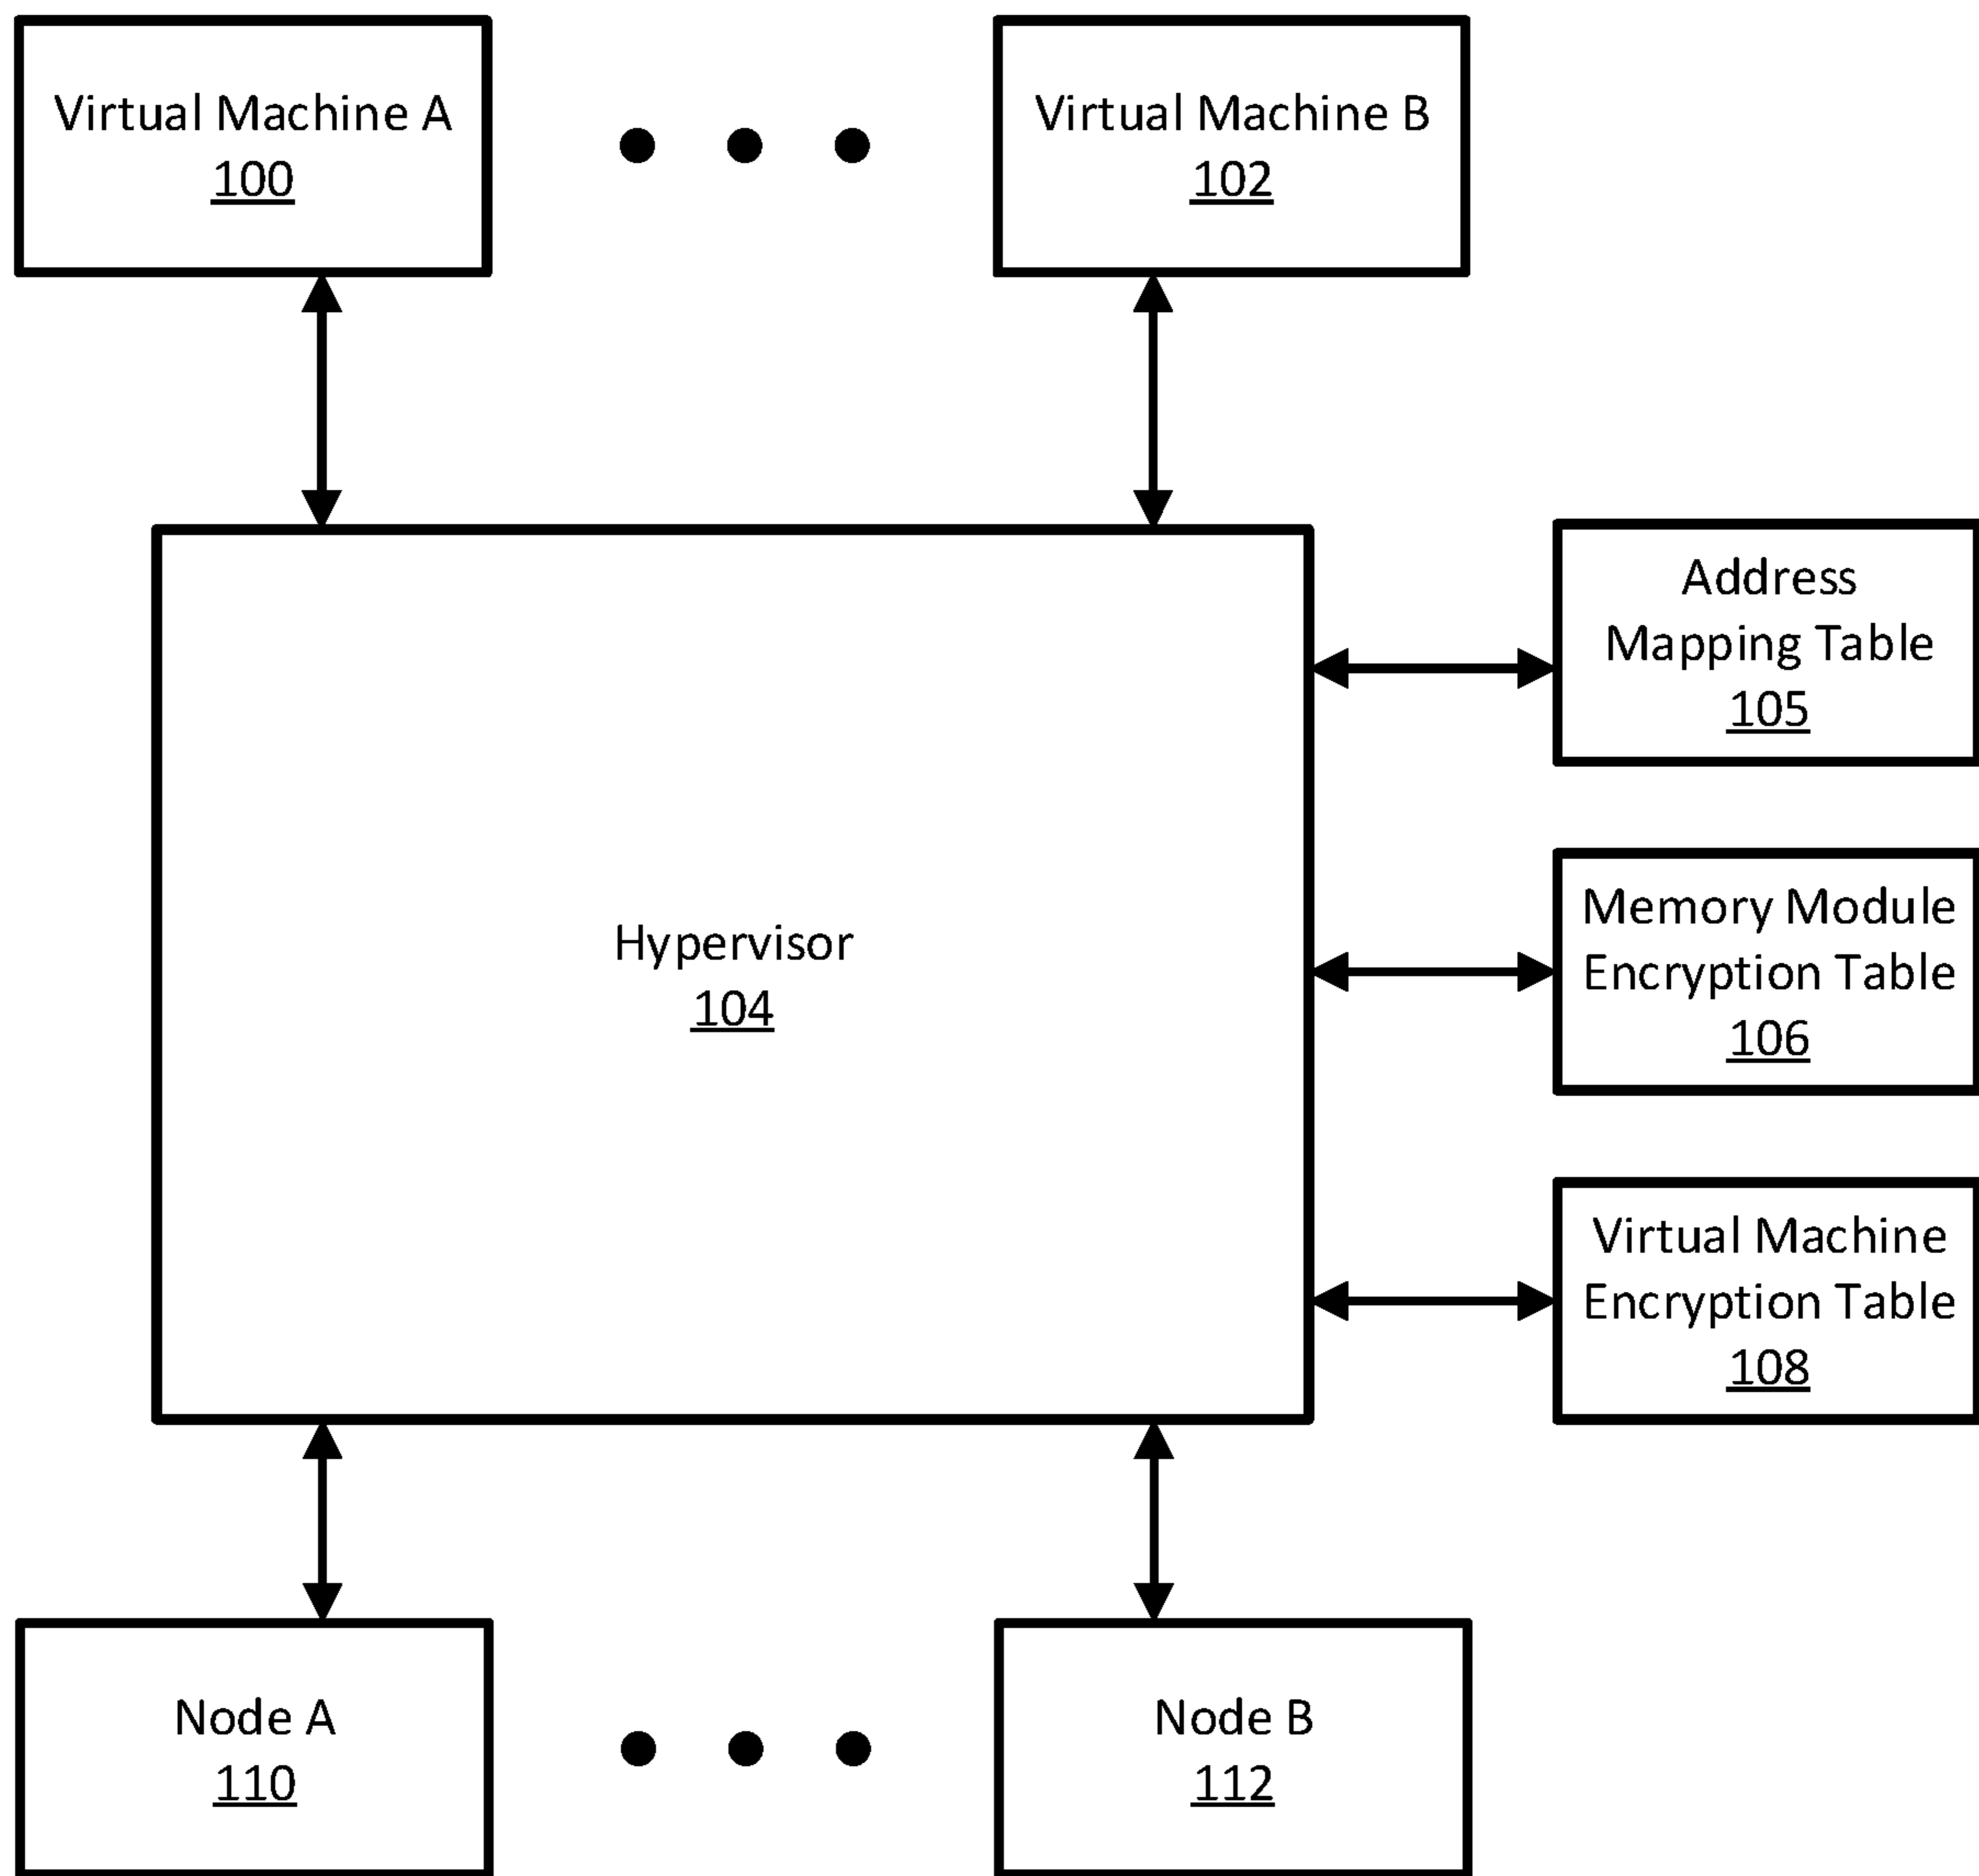 Virtual Machine A
100
Virtual Machine B
102
Address
Mapping Table
105
Hypervisor
104
Memory Module
Encryption Table
106
Virtual Machine
Encryption Table
108
Node A
110
Node B
112